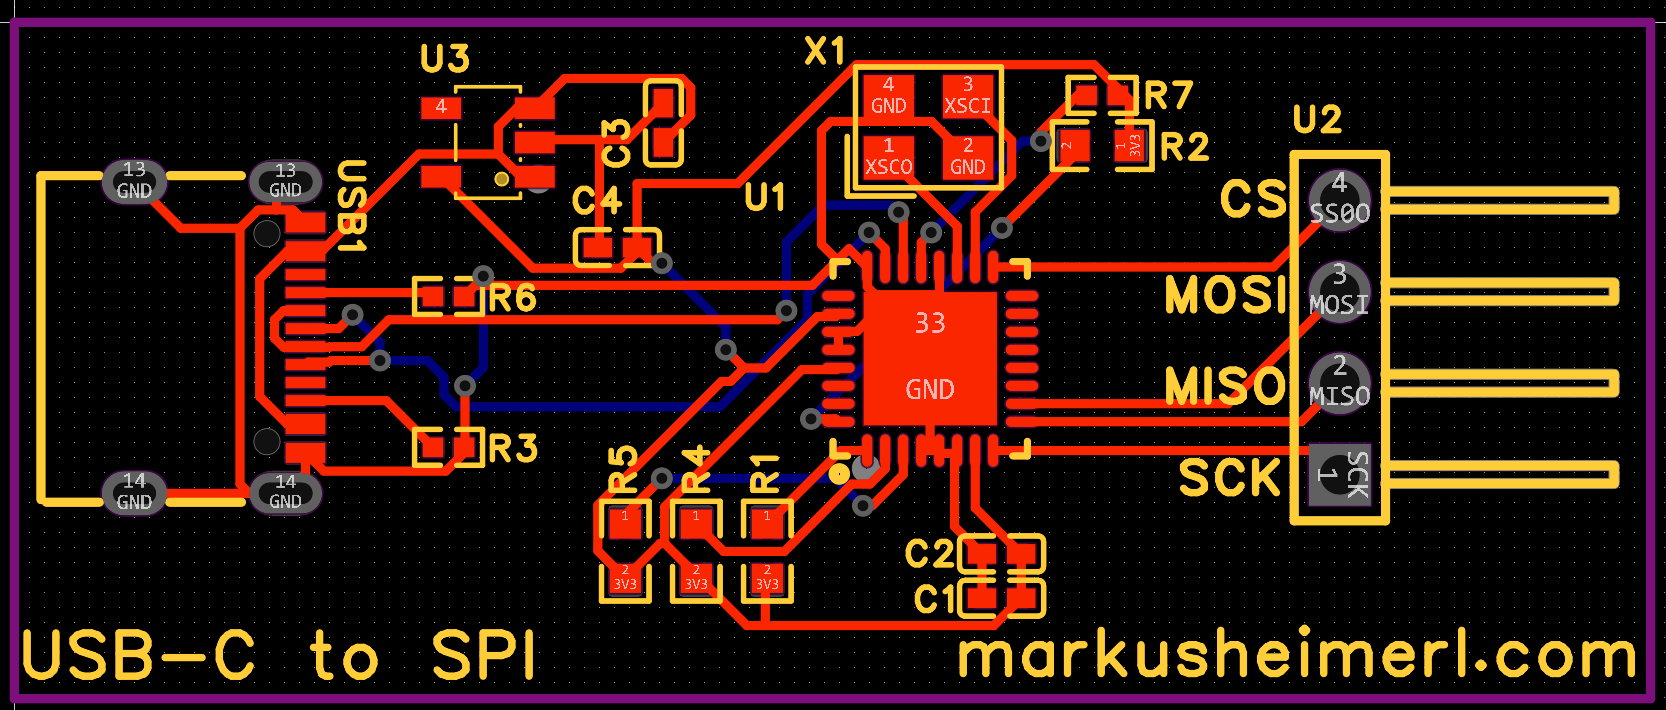 X1
U3
4
GND
3
XSCI
R7
4
U2
C3
1
XSCO
2
GND
2
1
3V3
R2
13
GND
13
GND
USB1
C4
U1
CS
4
SS0O
R6
MOSI
3
MOSI
33
GND
MISO
2
MISO
R3
R5
R4
R1
SCK
1
SCK
14
GND
14
GND
1
1
1
C2
2
3V3
2
3V3
2
3V3
C1
USB-C to SPI
markusheimerl.com